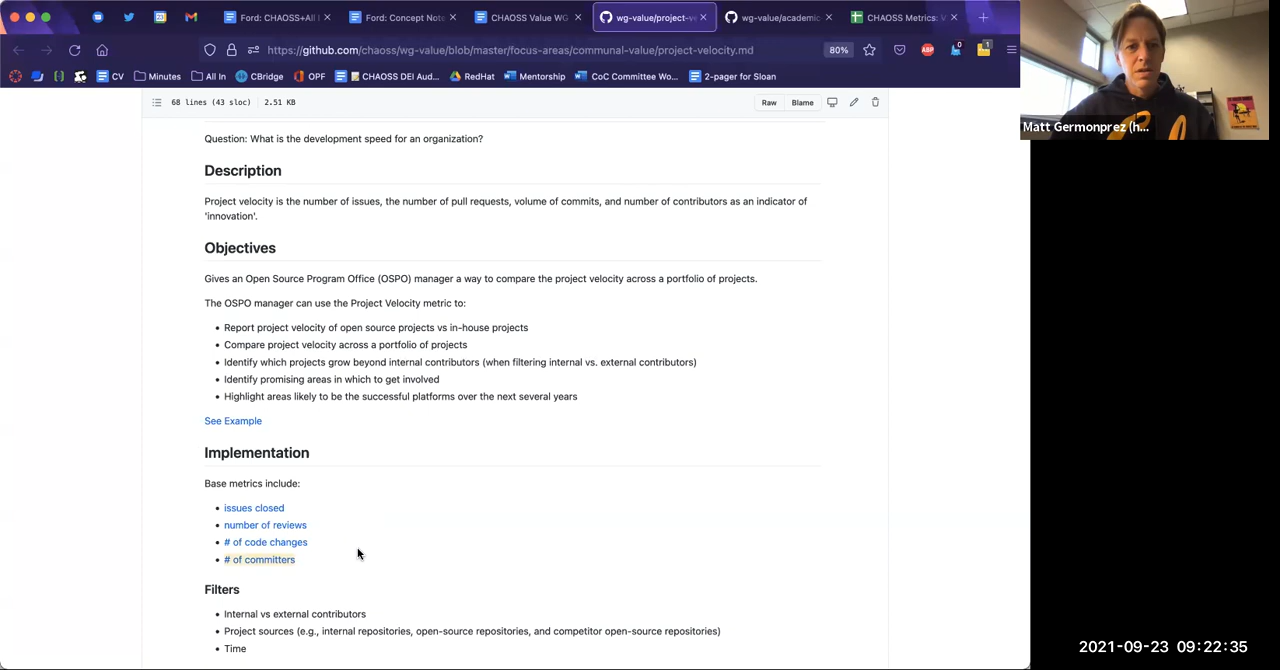 Ford: CHAOSS+All I
Ford: Concept Note
CHAOSS Value WG
wg-value/project-ve
wg-value/academic
CHAOSS Metrics: V
https://github.com/chaoss/wg-value/blob/master/focus-areas/communal-value/project-velocity.md
80%
ABP
0
1
CV
Minutes
All In
CBridge
OPF
CHAOSS DEI Aud...
RedHat
Mentorship
CoC Committee Wo...
2-pager for Sloan
Matt Germonprez (h...
68 lines (43 sloc) 2.51 KB
Raw
Blame
Question: What is the development speed for an organization?
Description
Project velocity is the number of issues, the number of pull requests, volume of commits, and number of contributors as an indicator of
'innovation'.
Objectives
Gives an Open Source Program Office (OSPO) manager a way to compare the project velocity across a portfolio of projects.
The OSPO manager can use the Project Velocity metric to:
Report project velocity of open source projects vs in-house projects
Compare project velocity across a portfolio of projects
Identify which projects grow beyond internal contributors (when filtering internal vs. external contributors)
Identify promising areas in which to get involved
Highlight areas likely to be the successful platforms over the next several years
See Example
Implementation
Base metrics include:
issues closed
number of reviews
# of code changes
# of committers
Filters
Internal vs external contributors
Project sources (e.g., internal repositories, open-source repositories, and competitor open-source repositories)
Time
2021-09-23 09:22:35